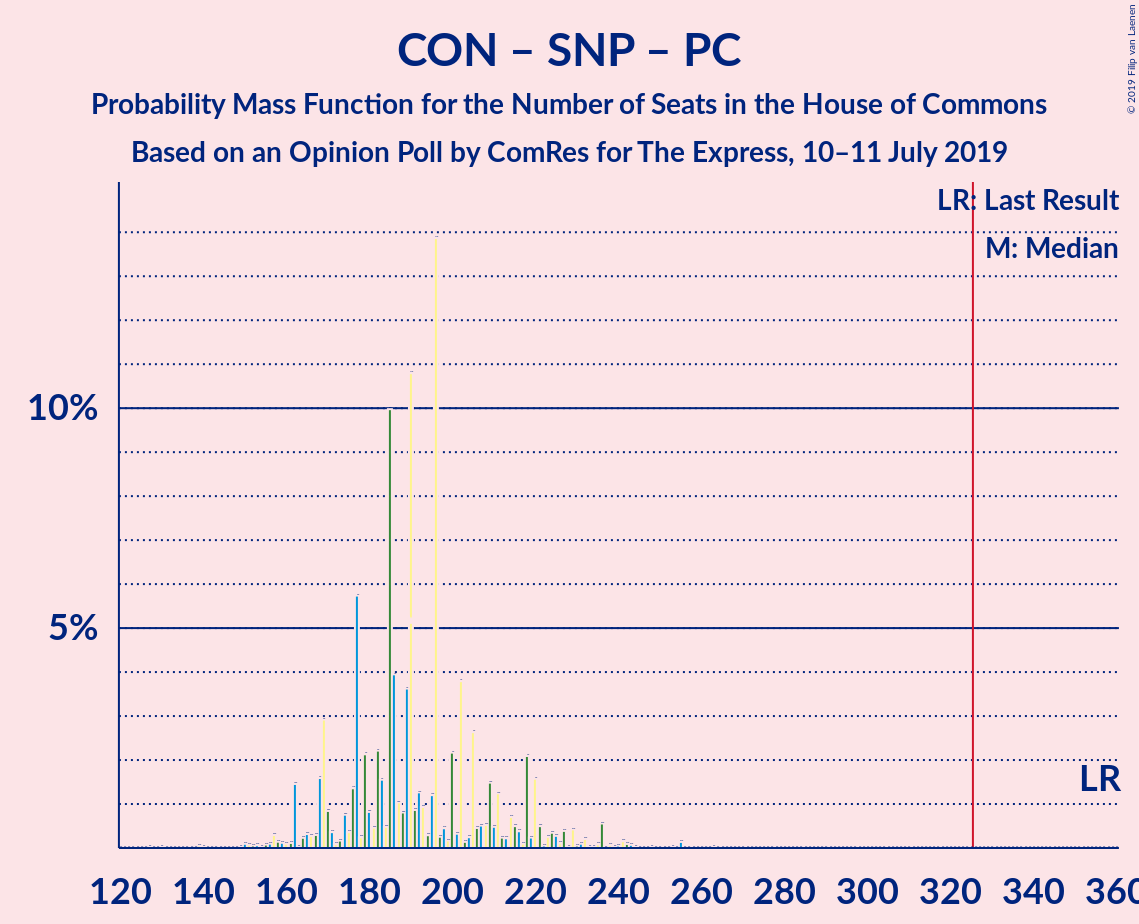 CON – SNP – PC
Probability Mass Function for the Number of Seats in the House of Commons
Based on an Opinion Poll by ComRes for The Express, 10–11 July 2019
© 2019 Filip van Laenen
LR: Last Result
M: Median
10%
5%
LR
120 140 160 180 200 220 240 260 280 300 320 340 360